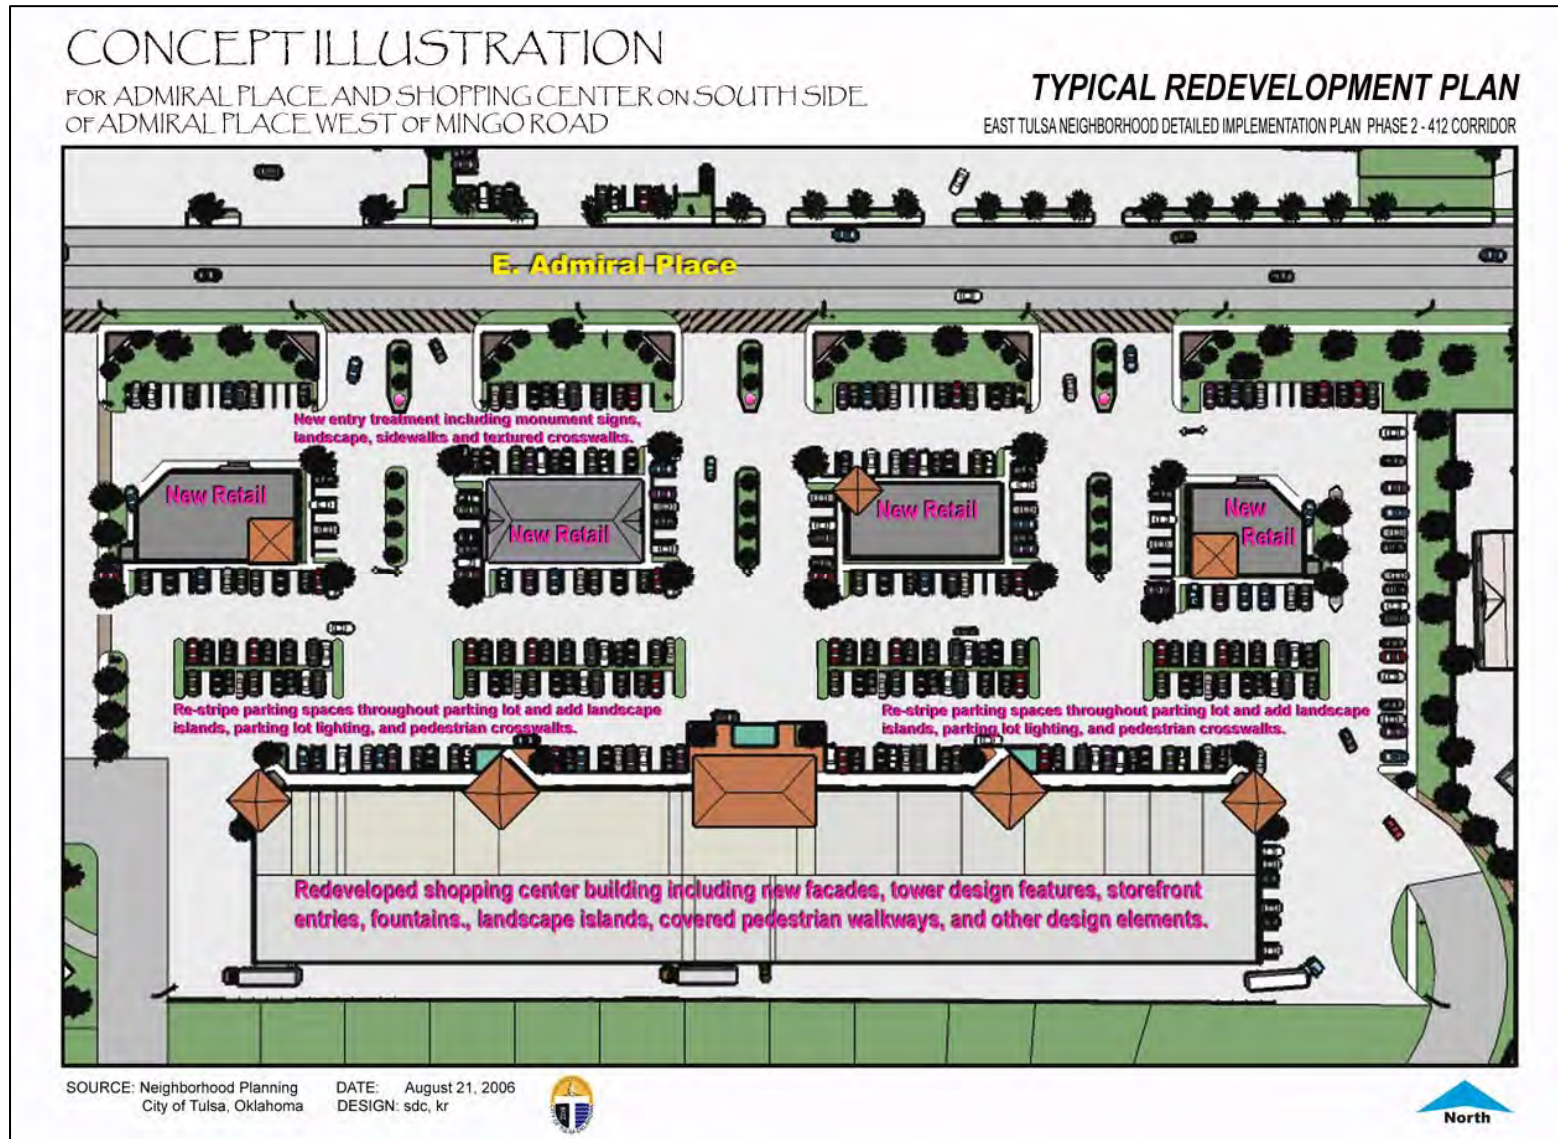 CONCEPT ILLUSTRATION
FOR ADMIRAL PLACE AND SHOPPING CENTER ON SOUTH SIDE
OF ADMIRAL PLACE WEST OF MINGO ROAD
TYPICAL REDEVELOPMENT PLAN
EAST TULSA NEIGHBORHOOD DETAILED IMPLEMENTATION PLAN PHASE 2 - 412 CORRIDOR
E. Admiral Place
New entry treatment including monument signs,
landscape, sidewalks and textured crosswalks.
New Retail
New Retail
New Retail
New
Retail
Re-stripe parking spaces throughout parking lot and add landscape
islands, parking lot lighting, and pedestrian crosswalks.
Re-stripe parking spaces throughout parking lot and add landscape
islands, parking lot lighting, and pedestrian crosswalks.
Redeveloped shopping center building including new facades, tower design features, storefront
entries, fountains., landscape islands, covered pedestrian walkways, and other design elements.
SOURCE: Neighborhood Planning
City of Tulsa, Oklahoma
DATE: August 21, 2006
DESIGN: sdc, kr
North